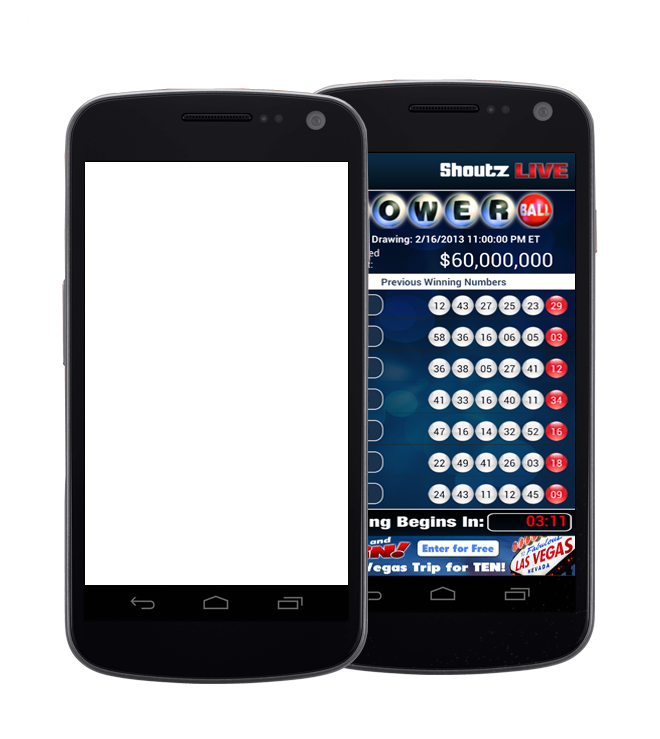 Shoutz LIVE
OWER BALL
Drawing: 2/16/2013 11:00:00 PM ET
ed
t:
$60,000,000
Previous Winning Numbers
12 43 27 25 23 29
58 36 16 06 05 03
36 38 05 27 41 12
41 33 16 40 11 34
47 16 14 32 52 16
22 49 41 26 03 18
24 43 11 12 45 09
ng Begins In: 03:11
and
N!
Enter for Free
Vegas Trip for TEN!
Fabulous
LAS VEGAS
NEVADA